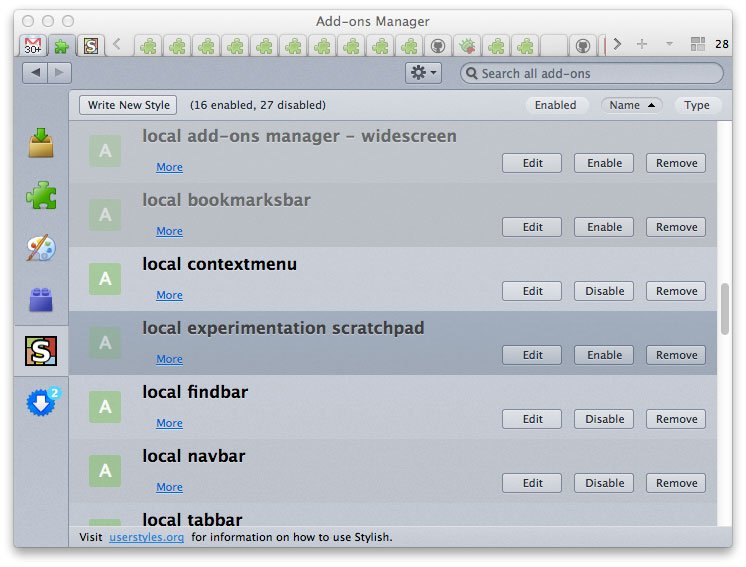 Add-ons Manager
30+
S
28
Search all add-ons
Write New Style
(16 enabled, 27 disabled)
Enabled
Name
Type
A
local add-ons manager - widescreen
More
Edit
Enable
Remove
A
local bookmarksbar
More
Edit
Enable
Remove
A
local contextmenu
More
Edit
Disable
Remove
S
A
local experimentation scratchpad
More
Edit
Enable
Remove
2
A
local findbar
More
Edit
Disable
Remove
A
local navbar
More
Edit
Disable
Remove
local tabbar
Visit userstyles.org for information on how to use Stylish.